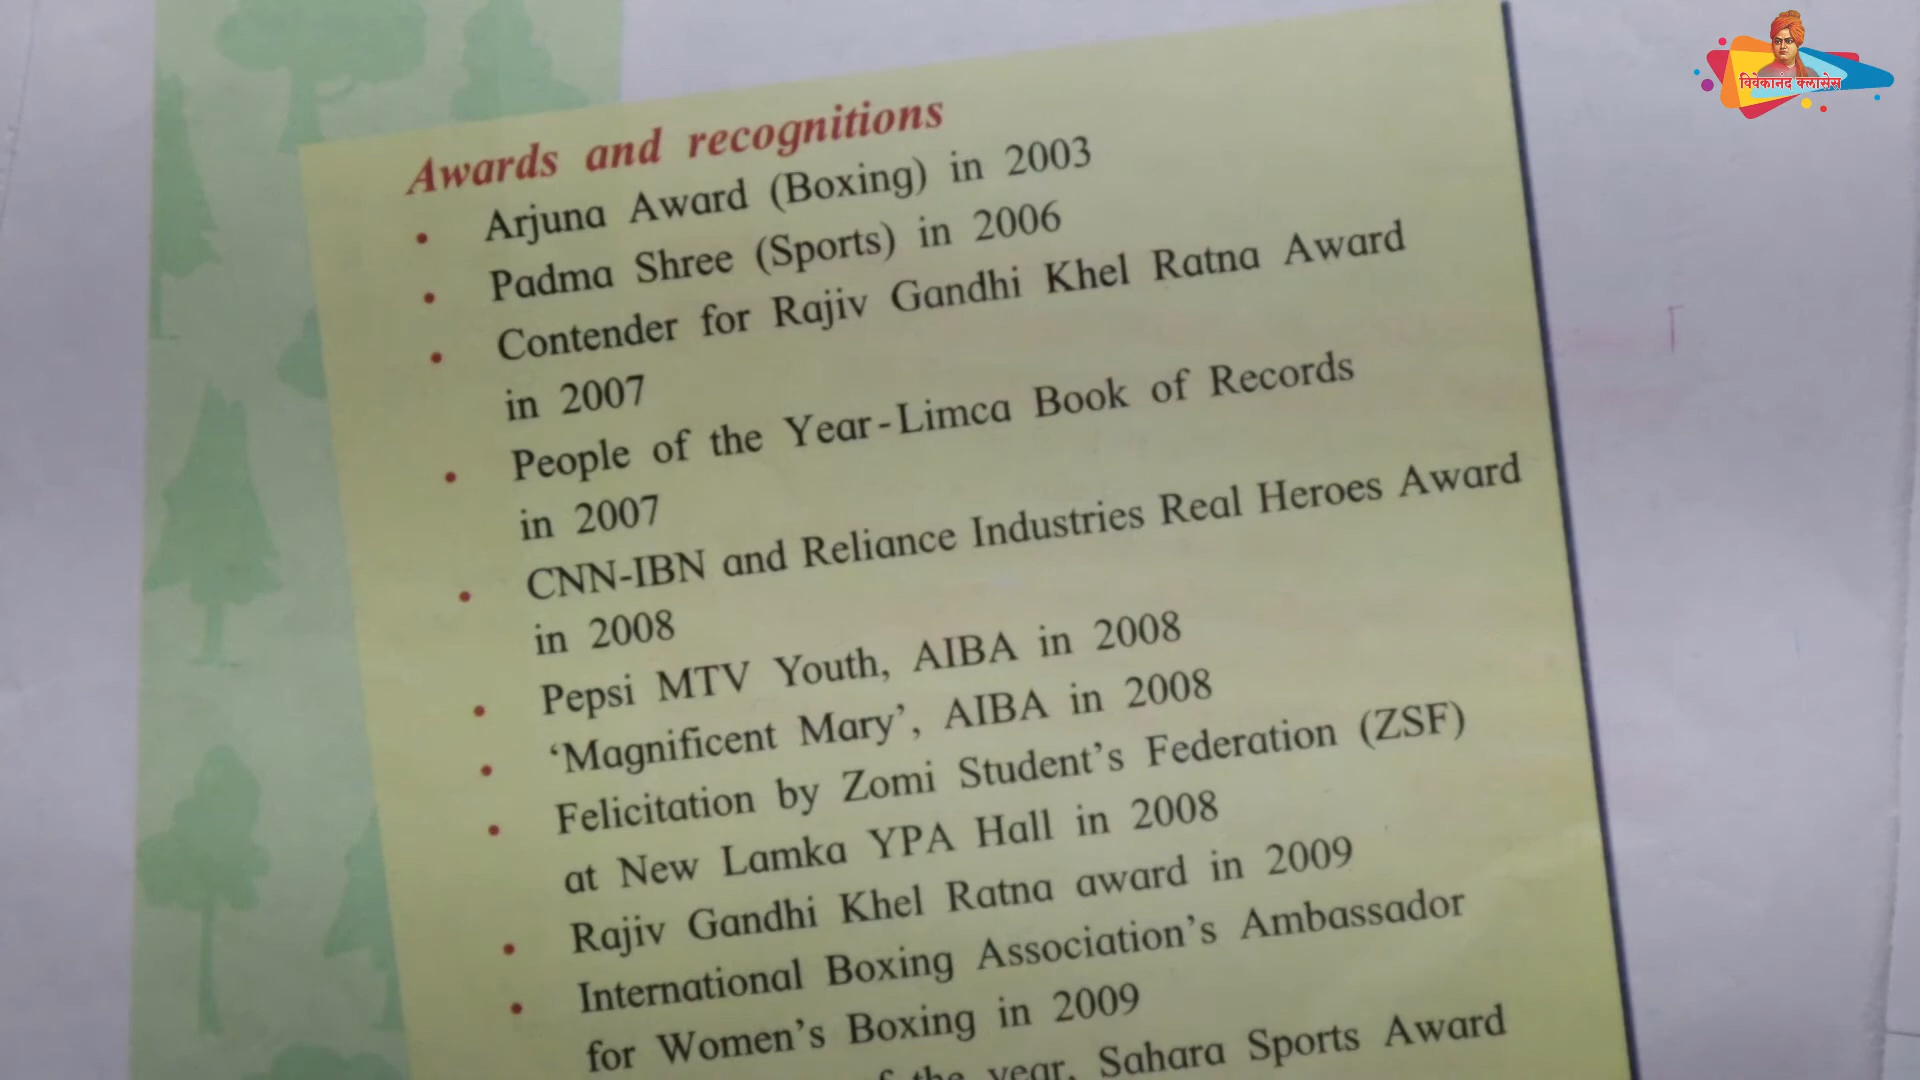 विवेकानंद क्लासेस
Awards and recognitions
• Arjuna Award (Boxing) in 2003
• Padma Shree (Sports) in 2006
• Contender for Rajiv Gandhi Khel Ratna Award
in 2007
• People of the Year-Limca Book of Records
in 2007
• CNN-IBN and Reliance Industries Real Heroes Award
in 2008
• Pepsi MTV Youth, AIBA in 2008
• ‘Magnificent Mary’, AIBA in 2008
• Felicitation by Zomi Student’s Federation (ZSF)
at New Lamka YPA Hall in 2008
• Rajiv Gandhi Khel Ratna award in 2009
• International Boxing Association’s Ambassador
for Women’s Boxing in 2009
the year, Sahara Sports Award